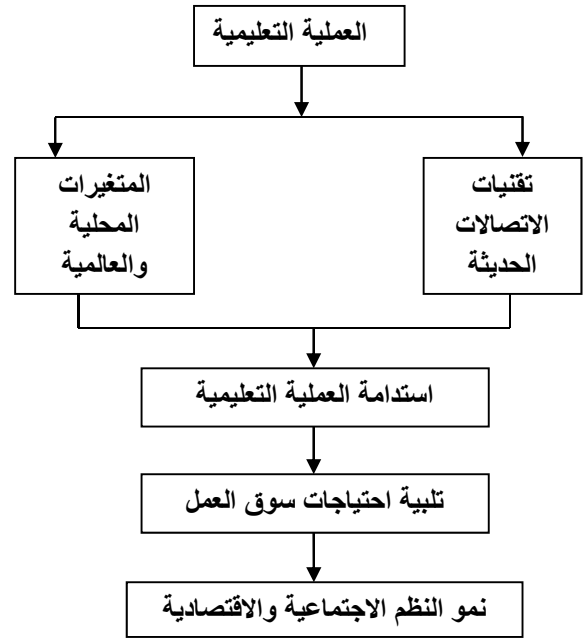 العملية التعليمية
تقنيات
الاتصالات
الحديثة
المتغيرات
المحلية
والعالمية
استدامة العملية التعليمية
تلبية احتياجات سوق العمل
نمو النظم الاجتماعية والاقتصادية